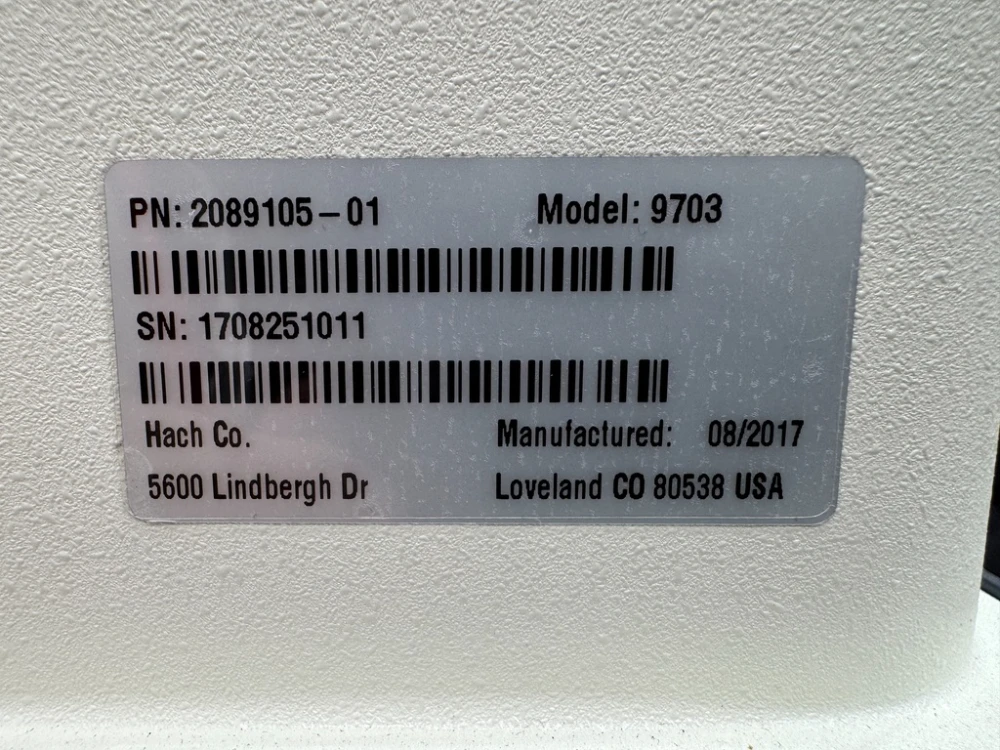 PN: 2089105-01 Model: 9703
SN: 1708251011
Hach Co. Manufactured: 08/2017
5600 Lindbergh Dr Loveland CO 80538 USA